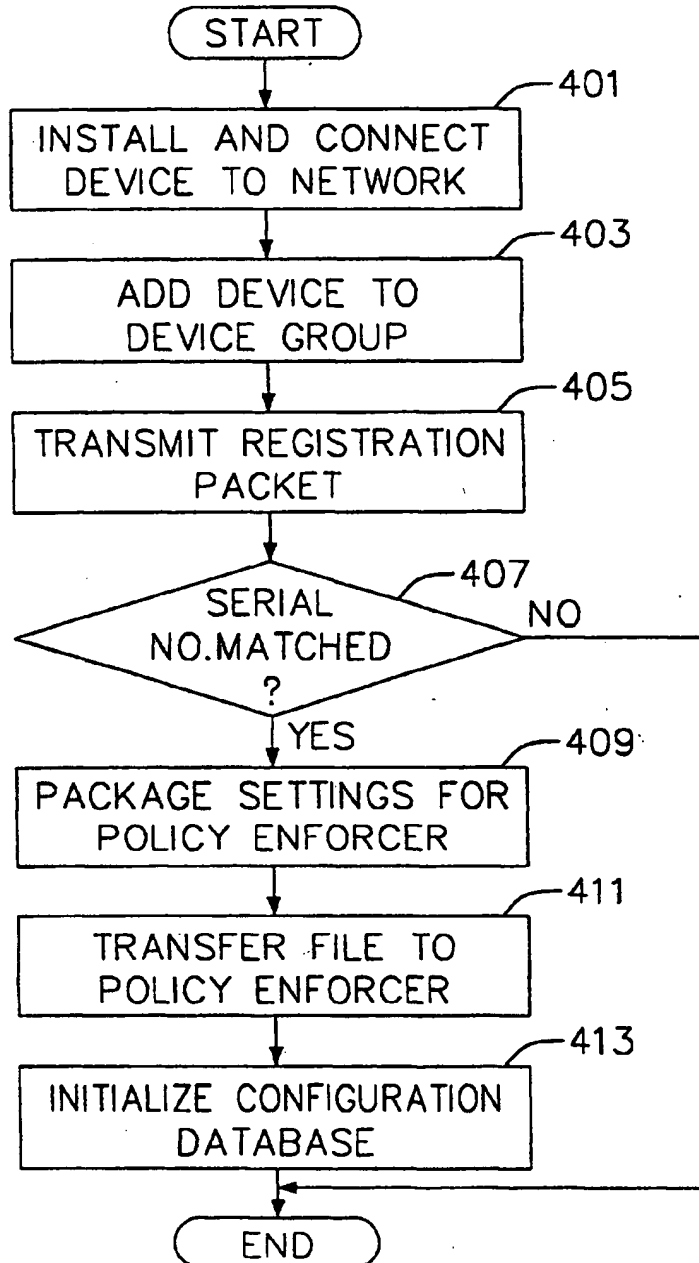 START
401
INSTALL AND CONNECT
DEVICE TO NETWORK
403
ADD DEVICE TO
DEVICE GROUP
405
TRANSMIT REGISTRATION
PACKET
407
SERIAL
NO.MATCHED
?
NO
YES
409
PACKAGE SETTINGS FOR
POLICY ENFORCER
411
TRANSFER FILE TO
POLICY ENFORCER
413
INITIALIZE CONFIGURATION
DATABASE
END